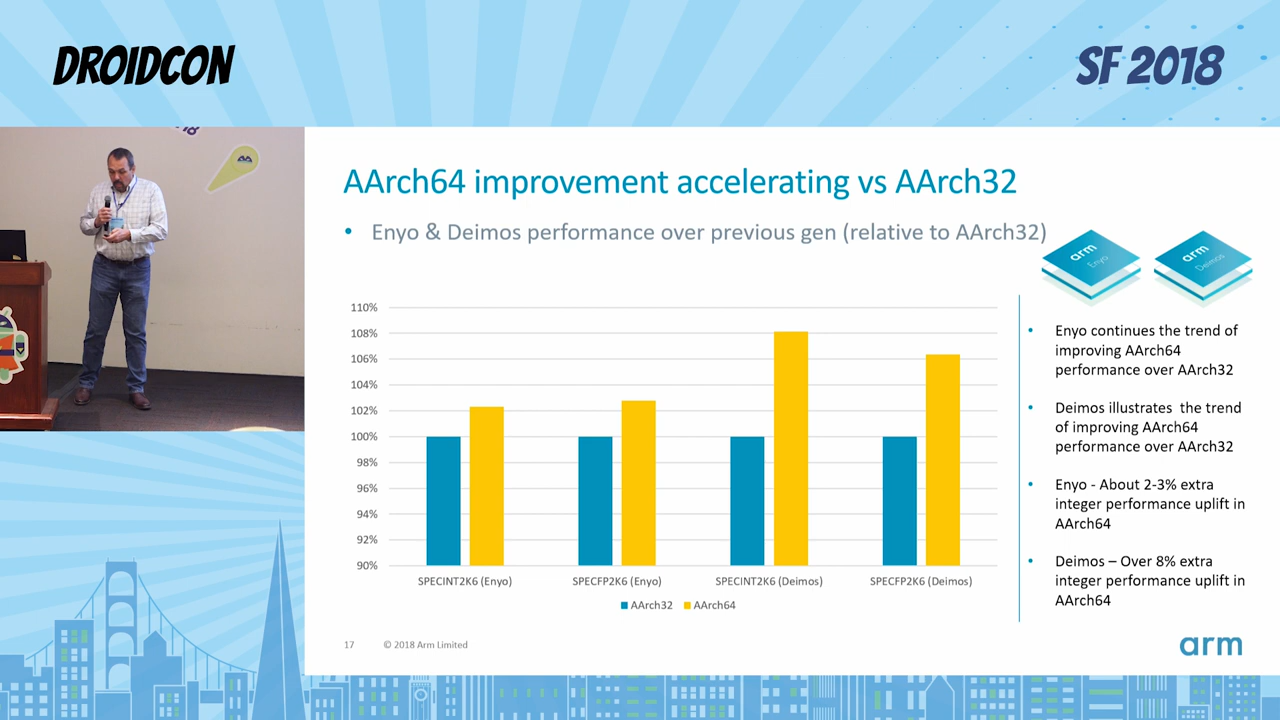 DROIDCON
SF 2018
AArch64 improvement accelerating vs AArch32
• Enyo & Deimos performance over previous gen (relative to AArch32)
arm
Enyo
arm
Deimos
110%
108%
106%
104%
102%
100%
98%
96%
94%
92%
90%
SPECINT2K6 (Enyo)
SPECFP2K6 (Enyo)
SPECINT2K6 (Deimos)
SPECFP2K6 (Deimos)
AArch32
AArch64
• Enyo continues the trend of
improving AArch64
performance over AArch32
• Deimos illustrates the trend
of improving AArch64
performance over AArch32
• Enyo - About 2-3% extra
integer performance uplift in
AArch64
• Deimos – Over 8% extra
integer performance uplift in
AArch64
17
© 2018 Arm Limited
arm